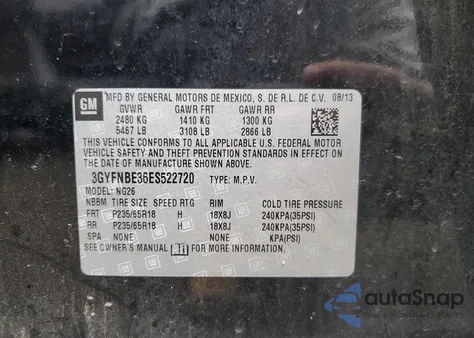 GM MFD BY GENERAL MOTORS DE MEXICO, S. DE R.L. DE C.V. 08/13
GVWR GAWR FRT GAWR RR
2480 KG 1410 KG 1300 KG
5467 LB 3108 LB 2866 LB
THIS VEHICLE CONFORMS TO ALL APPLICABLE U.S. FEDERAL MOTOR
VEHICLE SAFETY, BUMPER, AND THEFT PREVENTION STANDARDS IN EFFECT ON THE
DATE OF MANUFACTURE SHOWN ABOVE.
3GYFNBE36ES522720 TYPE: M.P.V.
MODEL: NG26
NBBM TIRE SIZE SPEED RTG RIM COLD TIRE PRESSURE
FRT P235/65R18 H 18X8J 240KPA(35PSI)
RR P235/65R18 H 18X8J 240KPA(35PSI)
SPA NONE NONE KPA(PSI)
SEE OWNER'S MANUAL FOR MORE INFORMATION.
autoSnap